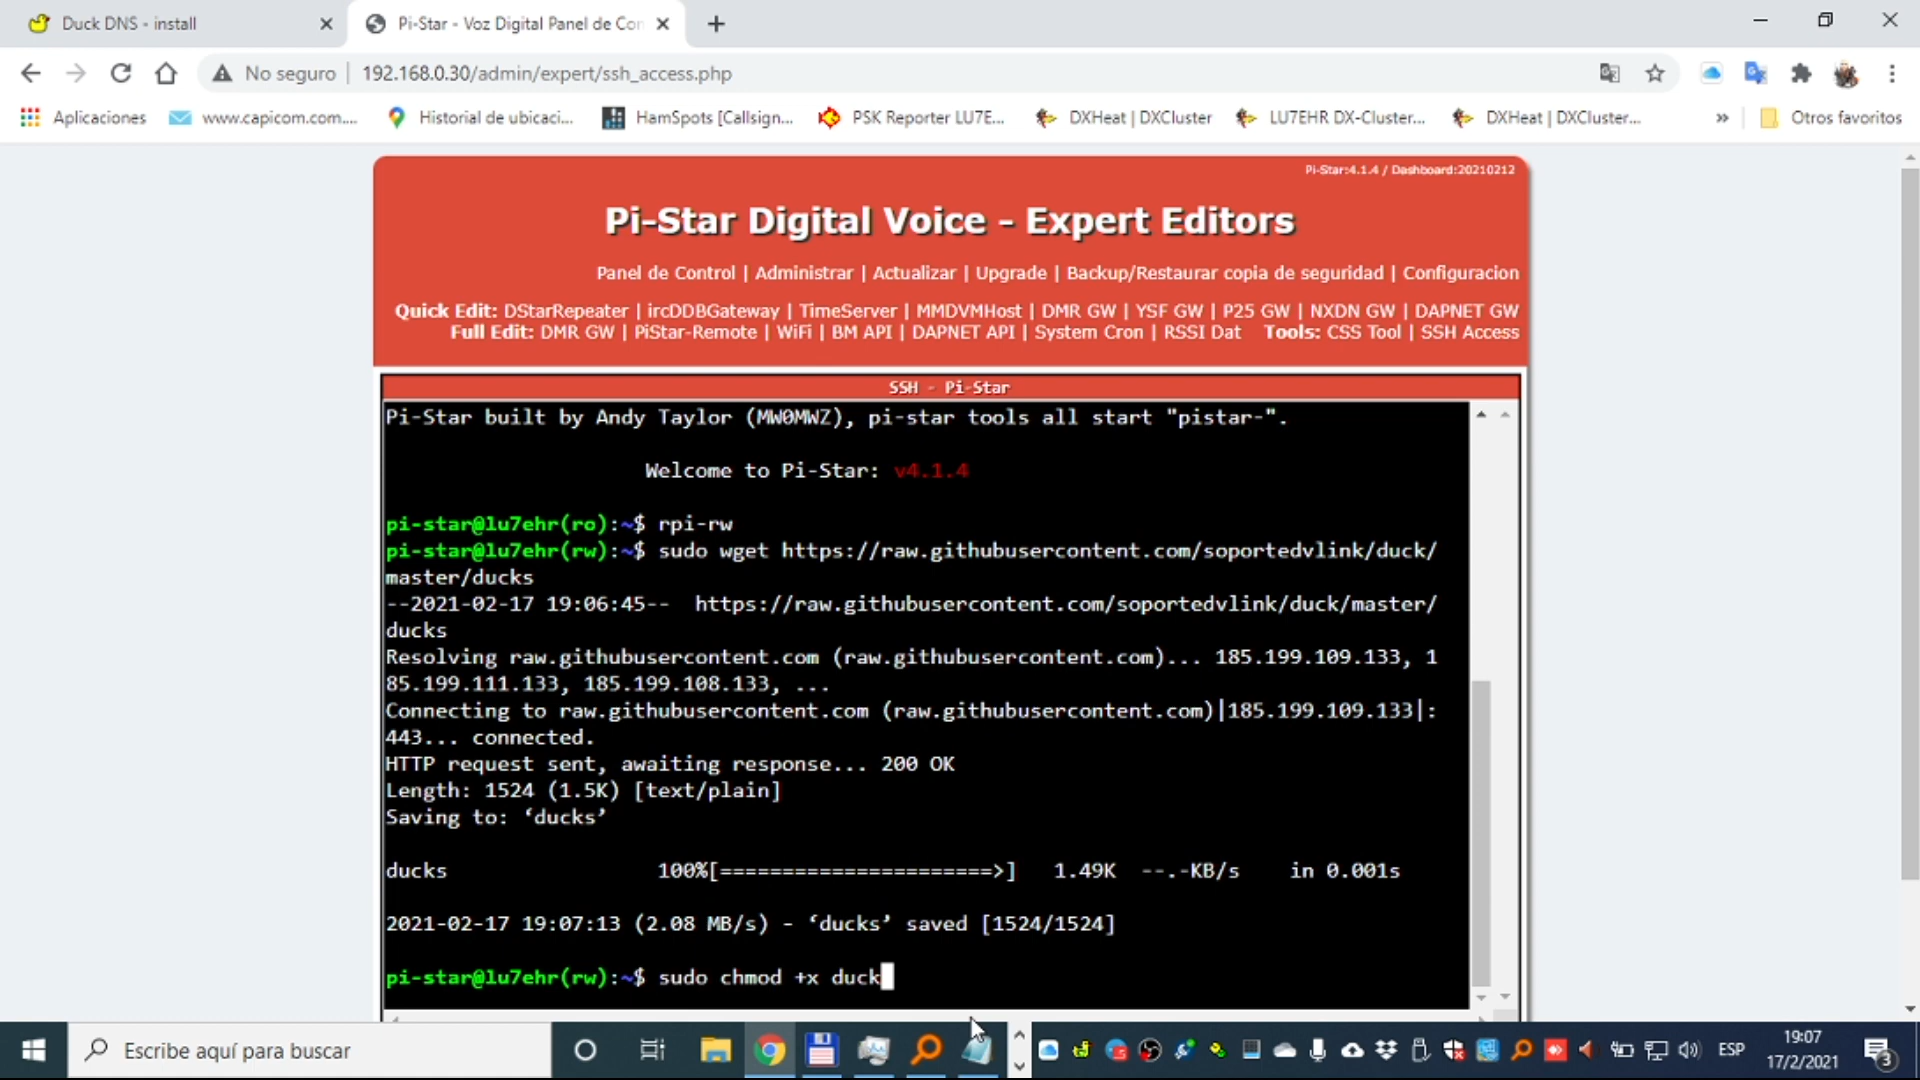 Duck DNS - install
Pi-Star - Voz Digital Panel de Con
No seguro | 192.168.0.30/admin/expert/ssh_access.php
Aplicaciones www.capicom.com.... Historial de ubicaci... HamSpots [Callsign... PSK Reporter LU7E... DXHeat | DXCluster LU7EHR DX-Cluster... DXHeat | DXCluster... » Otros favoritos
Pi-Star:4.1.4 / Dashboard:20210212
Pi-Star Digital Voice - Expert Editors
Panel de Control | Administrar | Actualizar | Upgrade | Backup/Restaurar copia de seguridad | Configuracion
Quick Edit: DStarRepeater | ircDDBGateway | TimeServer | MMDVMHost | DMR GW | YSF GW | P25 GW | NXDN GW | DAPNET GW
Full Edit: DMR GW | PiStar-Remote | WiFi | BM API | DAPNET API | System Cron | RSSI Dat Tools: CSS Tool | SSH Access
SSH - Pi-Star
Pi-Star built by Andy Taylor (MW0MWZ), pi-star tools all start "pistar-".
Welcome to Pi-Star: v4.1.4
pi-star@lu7ehr(ro):~$ rpi-rw
pi-star@lu7ehr(rw):~$ sudo wget https://raw.githubusercontent.com/soportedvlink/duck/
master/ducks
--2021-02-17 19:06:45-- https://raw.githubusercontent.com/soportedvlink/duck/master/
ducks
Resolving raw.githubusercontent.com (raw.githubusercontent.com)... 185.199.109.133, 1
85.199.111.133, 185.199.108.133, ...
Connecting to raw.githubusercontent.com (raw.githubusercontent.com)|185.199.109.133|:
443... connected.
HTTP request sent, awaiting response... 200 OK
Length: 1524 (1.5K) [text/plain]
Saving to: ‘ducks’
ducks 100%[======================>] 1.49K --.-KB/s in 0.001s
2021-02-17 19:07:13 (2.08 MB/s) - ‘ducks’ saved [1524/1524]
pi-star@lu7ehr(rw):~$ sudo chmod +x duck
Escribe aquí para buscar
ESP
19:07
17/2/2021
3